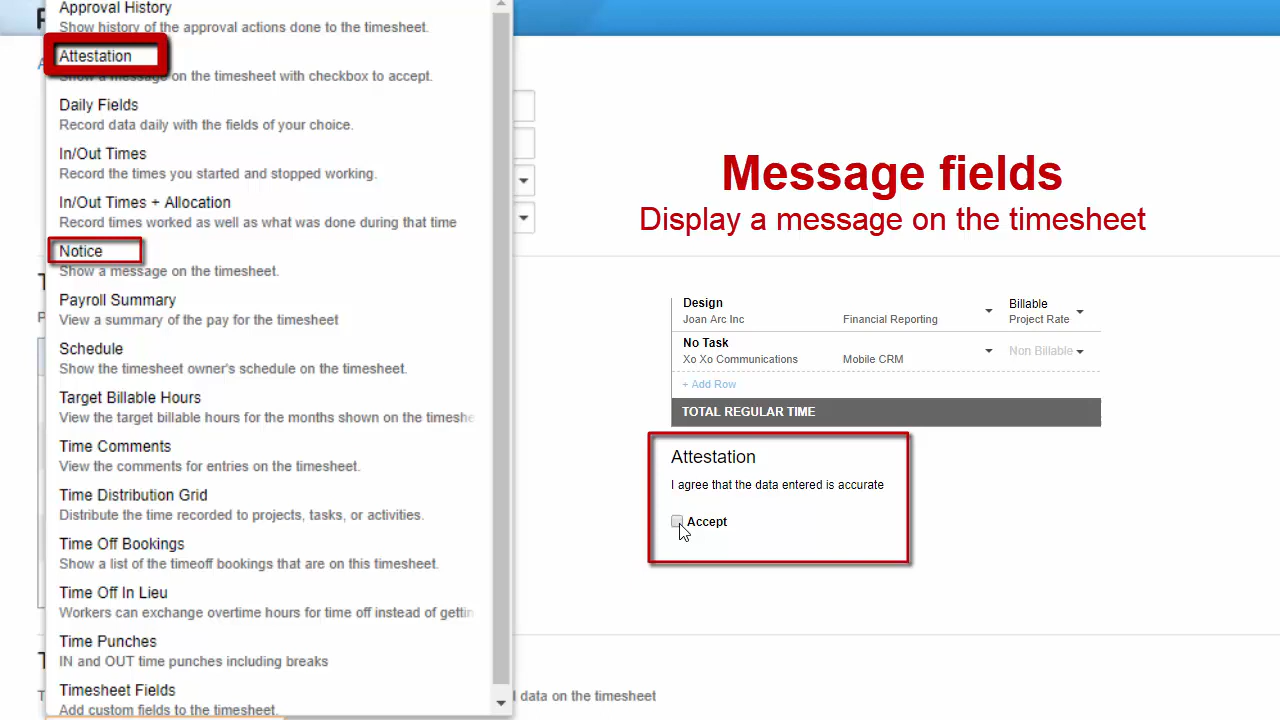 Approval History
Show history of the approval actions done to the timesheet.
Attestation
Show a message on the timesheet with checkbox to accept.
Daily Fields
Record data daily with the fields of your choice.
In/Out Times
Record the times you started and stopped working.
In/Out Times + Allocation
Record times worked as well as what was done during that time
Notice
Show a message on the timesheet.
Payroll Summary
View a summary of the pay for the timesheet
Schedule
Show the timesheet owner's schedule on the timesheet.
Target Billable Hours
View the target billable hours for the months shown on the timeshe
Time Comments
View the comments for entries on the timesheet.
Time Distribution Grid
Distribute the time recorded to projects, tasks, or activities.
Time Off Bookings
Show a list of the timeoff bookings that are on this timesheet.
Time Off In Lieu
Workers can exchange overtime hours for time off instead of gettin
Time Punches
IN and OUT time punches including breaks
Timesheet Fields
Add custom fields to the timesheet.
data on the timesheet
Message fields
Display a message on the timesheet
Design Billable
Joan Arc Inc Financial Reporting Project Rate
No Task
Xo Xo Communications Mobile CRM Non Billable
+ Add Row
TOTAL REGULAR TIME
Attestation
I agree that the data entered is accurate
Accept